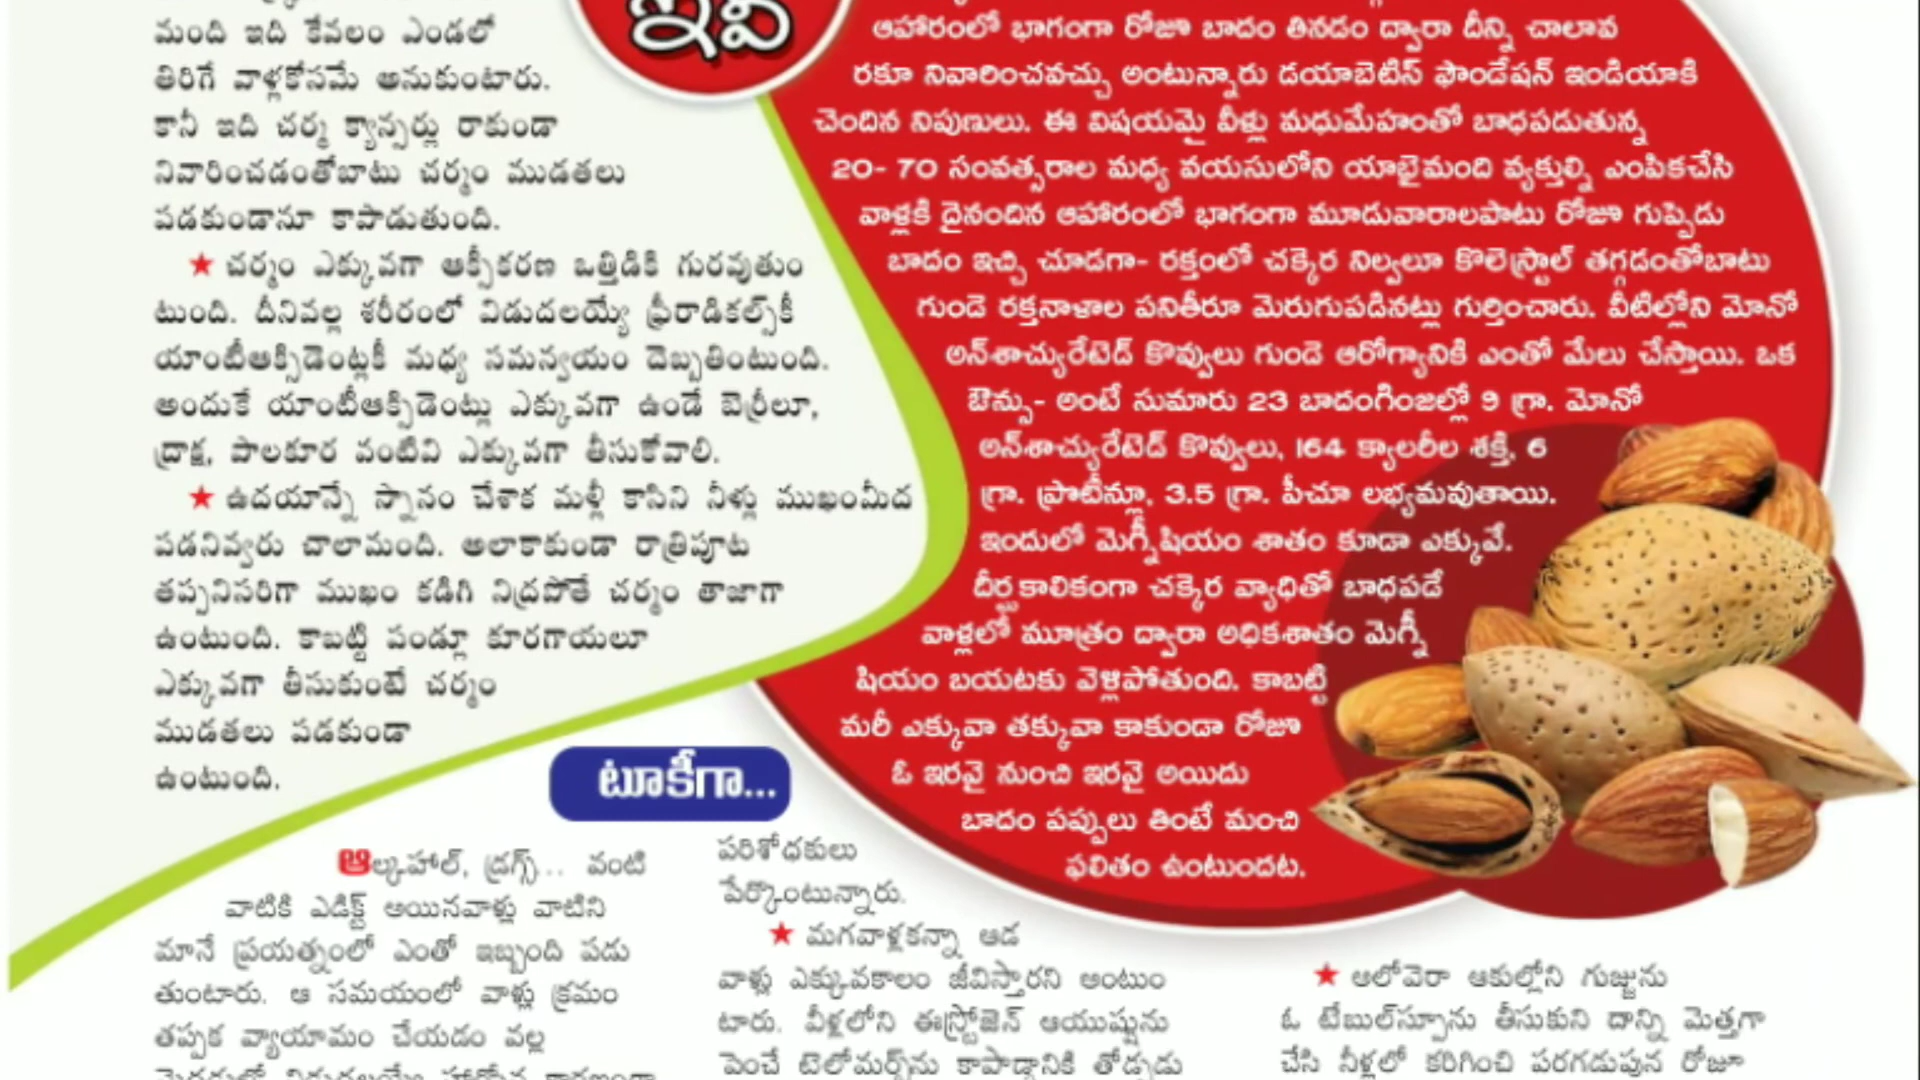 మంది ఇది కేవలం ఎండలో
తిరిగే వాళ్లకోసమే అనుకుంటారు.
కానీ ఇది చర్మ క్యాన్సర్లు రాకుండా
నివారించడంతోబాటు చర్మం ముడతలు
పడకుండానూ కాపాడుతుంది.
★ చర్మం ఎక్కువగా ఆక్సీకరణ ఒత్తిడికి గురవుతుం
టుంది. దీనివల్ల శరీరంలో విడుదలయ్యే ఫ్రీరాడికల్స్‌కీ
యాంటీఆక్సిడెంట్లకీ మధ్య సమన్వయం దెబ్బతింటుంది.
అందుకే యాంటీఆక్సిడెంట్లు ఎక్కువగా ఉండే బెర్రీలూ,
ద్రాక్ష, పాలకూర వంటివి ఎక్కువగా తీసుకోవాలి.
★ ఉదయాన్నే స్నానం చేశాక మళ్లీ కాసిని నీళ్లు ముఖంమీద
పడనివ్వరు చాలామంది. అలాకాకుండా రాత్రిపూట
తప్పనిసరిగా ముఖం కడిగి నిద్రపోతే చర్మం తాజాగా
ఉంటుంది. కాబట్టి పండ్లూ కూరగాయలూ
ఎక్కువగా తీసుకుంటే చర్మం
ముడతలు పడకుండా
ఉంటుంది.
ఇవి
ఆహారంలో భాగంగా రోజూ బాదం తినడం ద్వారా దీన్ని చాలావ
రకూ నివారించవచ్చు అంటున్నారు డయాబెటిస్ ఫౌండేషన్ ఇండియాకి
చెందిన నిపుణులు. ఈ విషయమై వీళ్లు మధుమేహంతో బాధపడుతున్న
20- 70 సంవత్సరాల మధ్య వయసులోని యాభైమంది వ్యక్తుల్ని ఎంపికచేసి
వాళ్లకి దైనందిన ఆహారంలో భాగంగా మూడువారాలపాటు రోజూ గుప్పెడు
బాదం ఇచ్చి చూడగా- రక్తంలో చక్కెర నిల్వలూ కొలెస్ట్రాల్ తగ్గడంతోబాటు
గుండె రక్తనాళాల పనితీరూ మెరుగుపడినట్లు గుర్తించారు. వీటిల్లోని మోనో
అన్‌శాచ్యురేటెడ్ కొవ్వులు గుండె ఆరోగ్యానికి ఎంతో మేలు చేస్తాయి. ఒక
ఔన్సు- అంటే సుమారు 23 బాదంగింజల్లో 9 గ్రా. మోనో
అన్‌శాచ్యురేటెడ్ కొవ్వులు, 164 క్యాలరీల శక్తి, 6
గ్రా. ప్రొటీన్లూ, 3.5 గ్రా. పీచూ లభ్యమవుతాయి.
ఇందులో మెగ్నీషియం శాతం కూడా ఎక్కువే.
దీర్ఘకాలికంగా చక్కెర వ్యాధితో బాధపడే
వాళ్లలో మూత్రం ద్వారా అధికశాతం మెగ్నీ
షియం బయటకు వెళ్లిపోతుంది. కాబట్టి
మరీ ఎక్కువా తక్కువా కాకుండా రోజూ
ఓ ఇరవై నుంచి ఇరవై అయిదు
బాదం పప్పులు తింటే మంచి
ఫలితం ఉంటుందట.
టూకీగా...
ఆల్కహాల్, డ్రగ్స్... వంటి
వాటికి ఎడిక్ట్ అయినవాళ్లు వాటిని
మానే ప్రయత్నంలో ఎంతో ఇబ్బంది పడు
తుంటారు. ఆ సమయంలో వాళ్లు క్రమం
తప్పక వ్యాయామం చేయడం వల్ల
పరిశోధకులు
పేర్కొంటున్నారు.
★ మగవాళ్లకన్నా ఆడ
వాళ్లు ఎక్కువకాలం జీవిస్తారని అంటుం
టారు. వీళ్లలోని ఈస్ట్రోజెన్ ఆయుష్షును
పెంచే టెలోమర్స్‌ను కాపాడ్డానికి తోడ్పడు
★ ఆలోవెరా ఆకుల్లోని గుజ్జును
ఓ టేబుల్‌స్పూను తీసుకుని దాన్ని మెత్తగా
చేసి నీళ్లలో కరిగించి పరగడుపున రోజూ